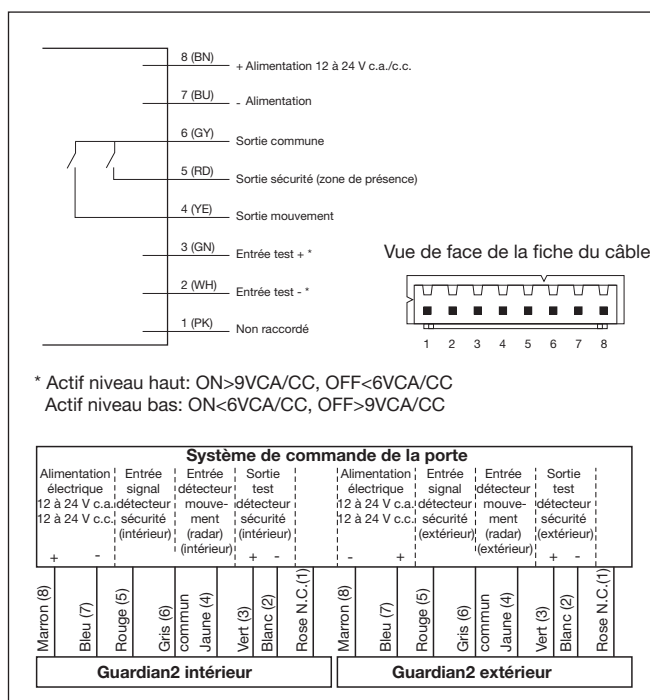 8 (BN)
+ Alimentation 12 à 24 V c.a./c.c.
7 (BU)
- Alimentation
6 (GY)
Sortie commune
5 (RD)
Sortie sécurité (zone de présence)
4 (YE)
Sortie mouvement
3 (GN)
Entrée test + *
2 (WH)
Entrée test - *
1 (PK)
Non raccordé
Vue de face de la fiche du câble
1 2 3 4 5 6 7 8
* Actif niveau haut: ON>9VCA/CC, OFF<6VCA/CC
Actif niveau bas: ON<6VCA/CC, OFF>9VCA/CC
Système de commande de la porte
Alimentation
électrique
12 à 24 V c.a.
12 à 24 V c.c.
+ -
Entrée
signal
détecteur
sécurité
(intérieur)
Entrée
détecteur
mouve-
ment
(radar)
(intérieur)
Sortie
test
détecteur
sécurité
(intérieur)
+ -
Alimentation
électrique
12 à 24 V c.a.
12 à 24 V c.c.
- +
Entrée
signal
détecteur
sécurité
(extérieur)
Entrée
détecteur
mouve-
ment
(radar)
(extérieur)
Sortie
test
détecteur
sécurité
(extérieur)
+ -
Marron (8)
Bleu (7)
Rouge (5)
Gris (6)
commun
Jaune (4)
Vert (3)
Blanc (2)
Rose N.C.(1)
Marron (8)
Bleu (7)
Rouge (5)
Gris (6)
commun
Jaune (4)
Vert (3)
Blanc (2)
Rose N.C.(1)
Guardian2 intérieur
Guardian2 extérieur